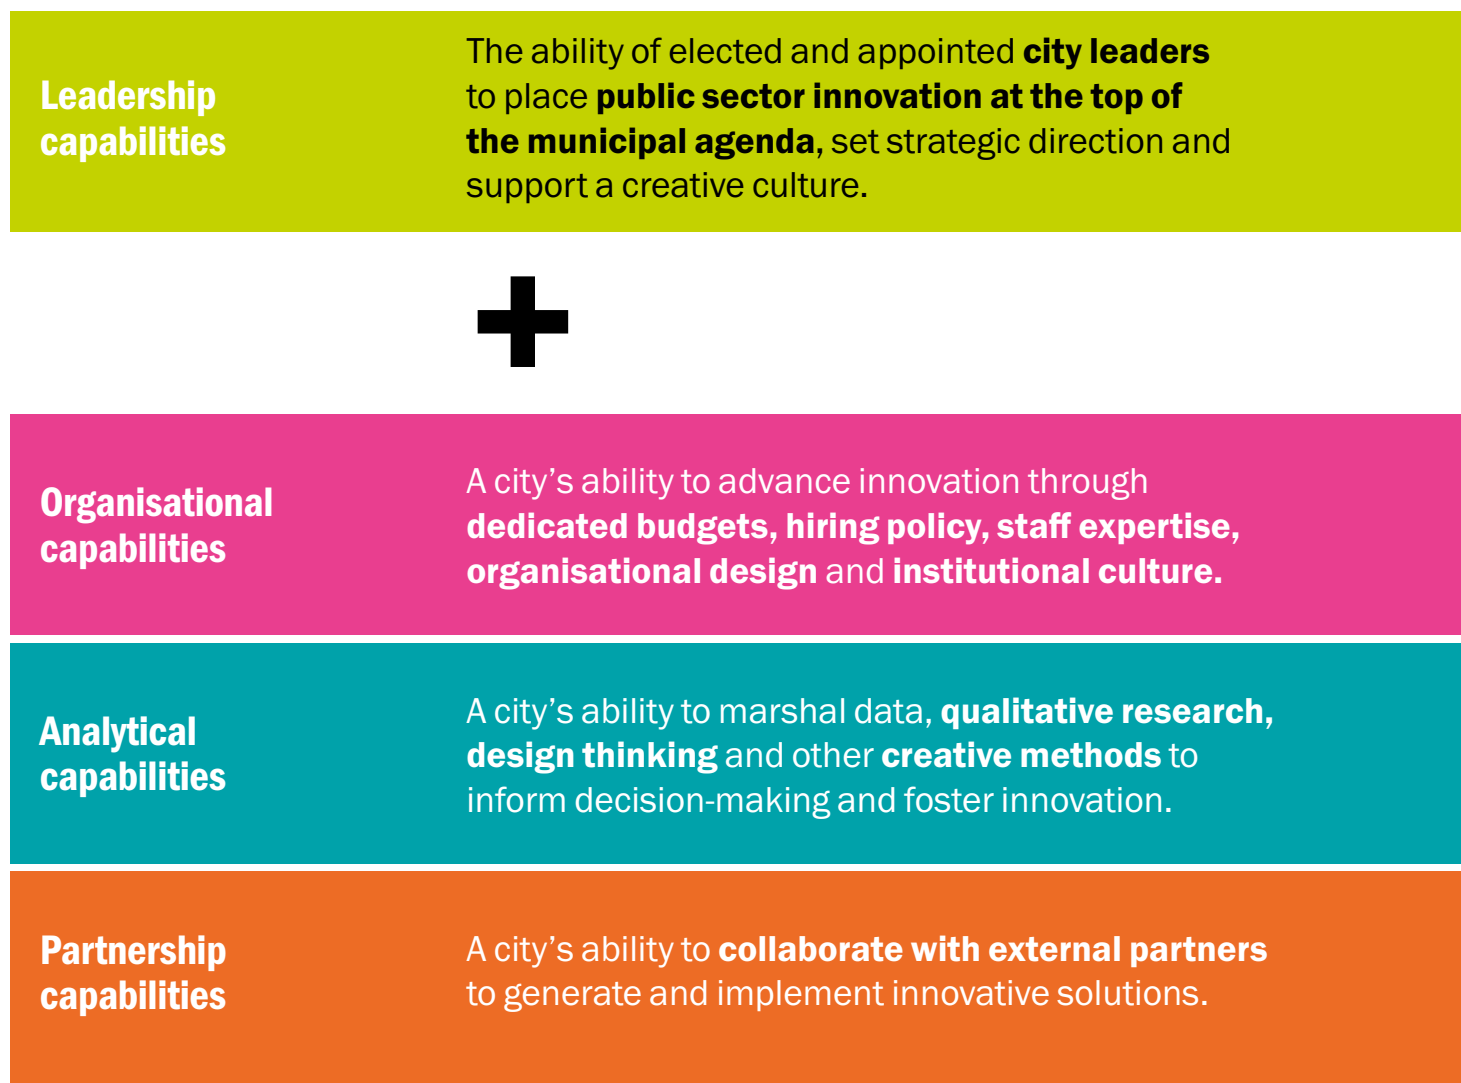 Leadership
capabilities
The ability of elected and appointed city leaders
to place public sector innovation at the top of
the municipal agenda, set strategic direction and
support a creative culture.
+
Organisational
capabilities
A city’s ability to advance innovation through
dedicated budgets, hiring policy, staff expertise,
organisational design and institutional culture.
Analytical
capabilities
A city’s ability to marshal data, qualitative research,
design thinking and other creative methods to
inform decision-making and foster innovation.
Partnership
capabilities
A city’s ability to collaborate with external partners
to generate and implement innovative solutions.